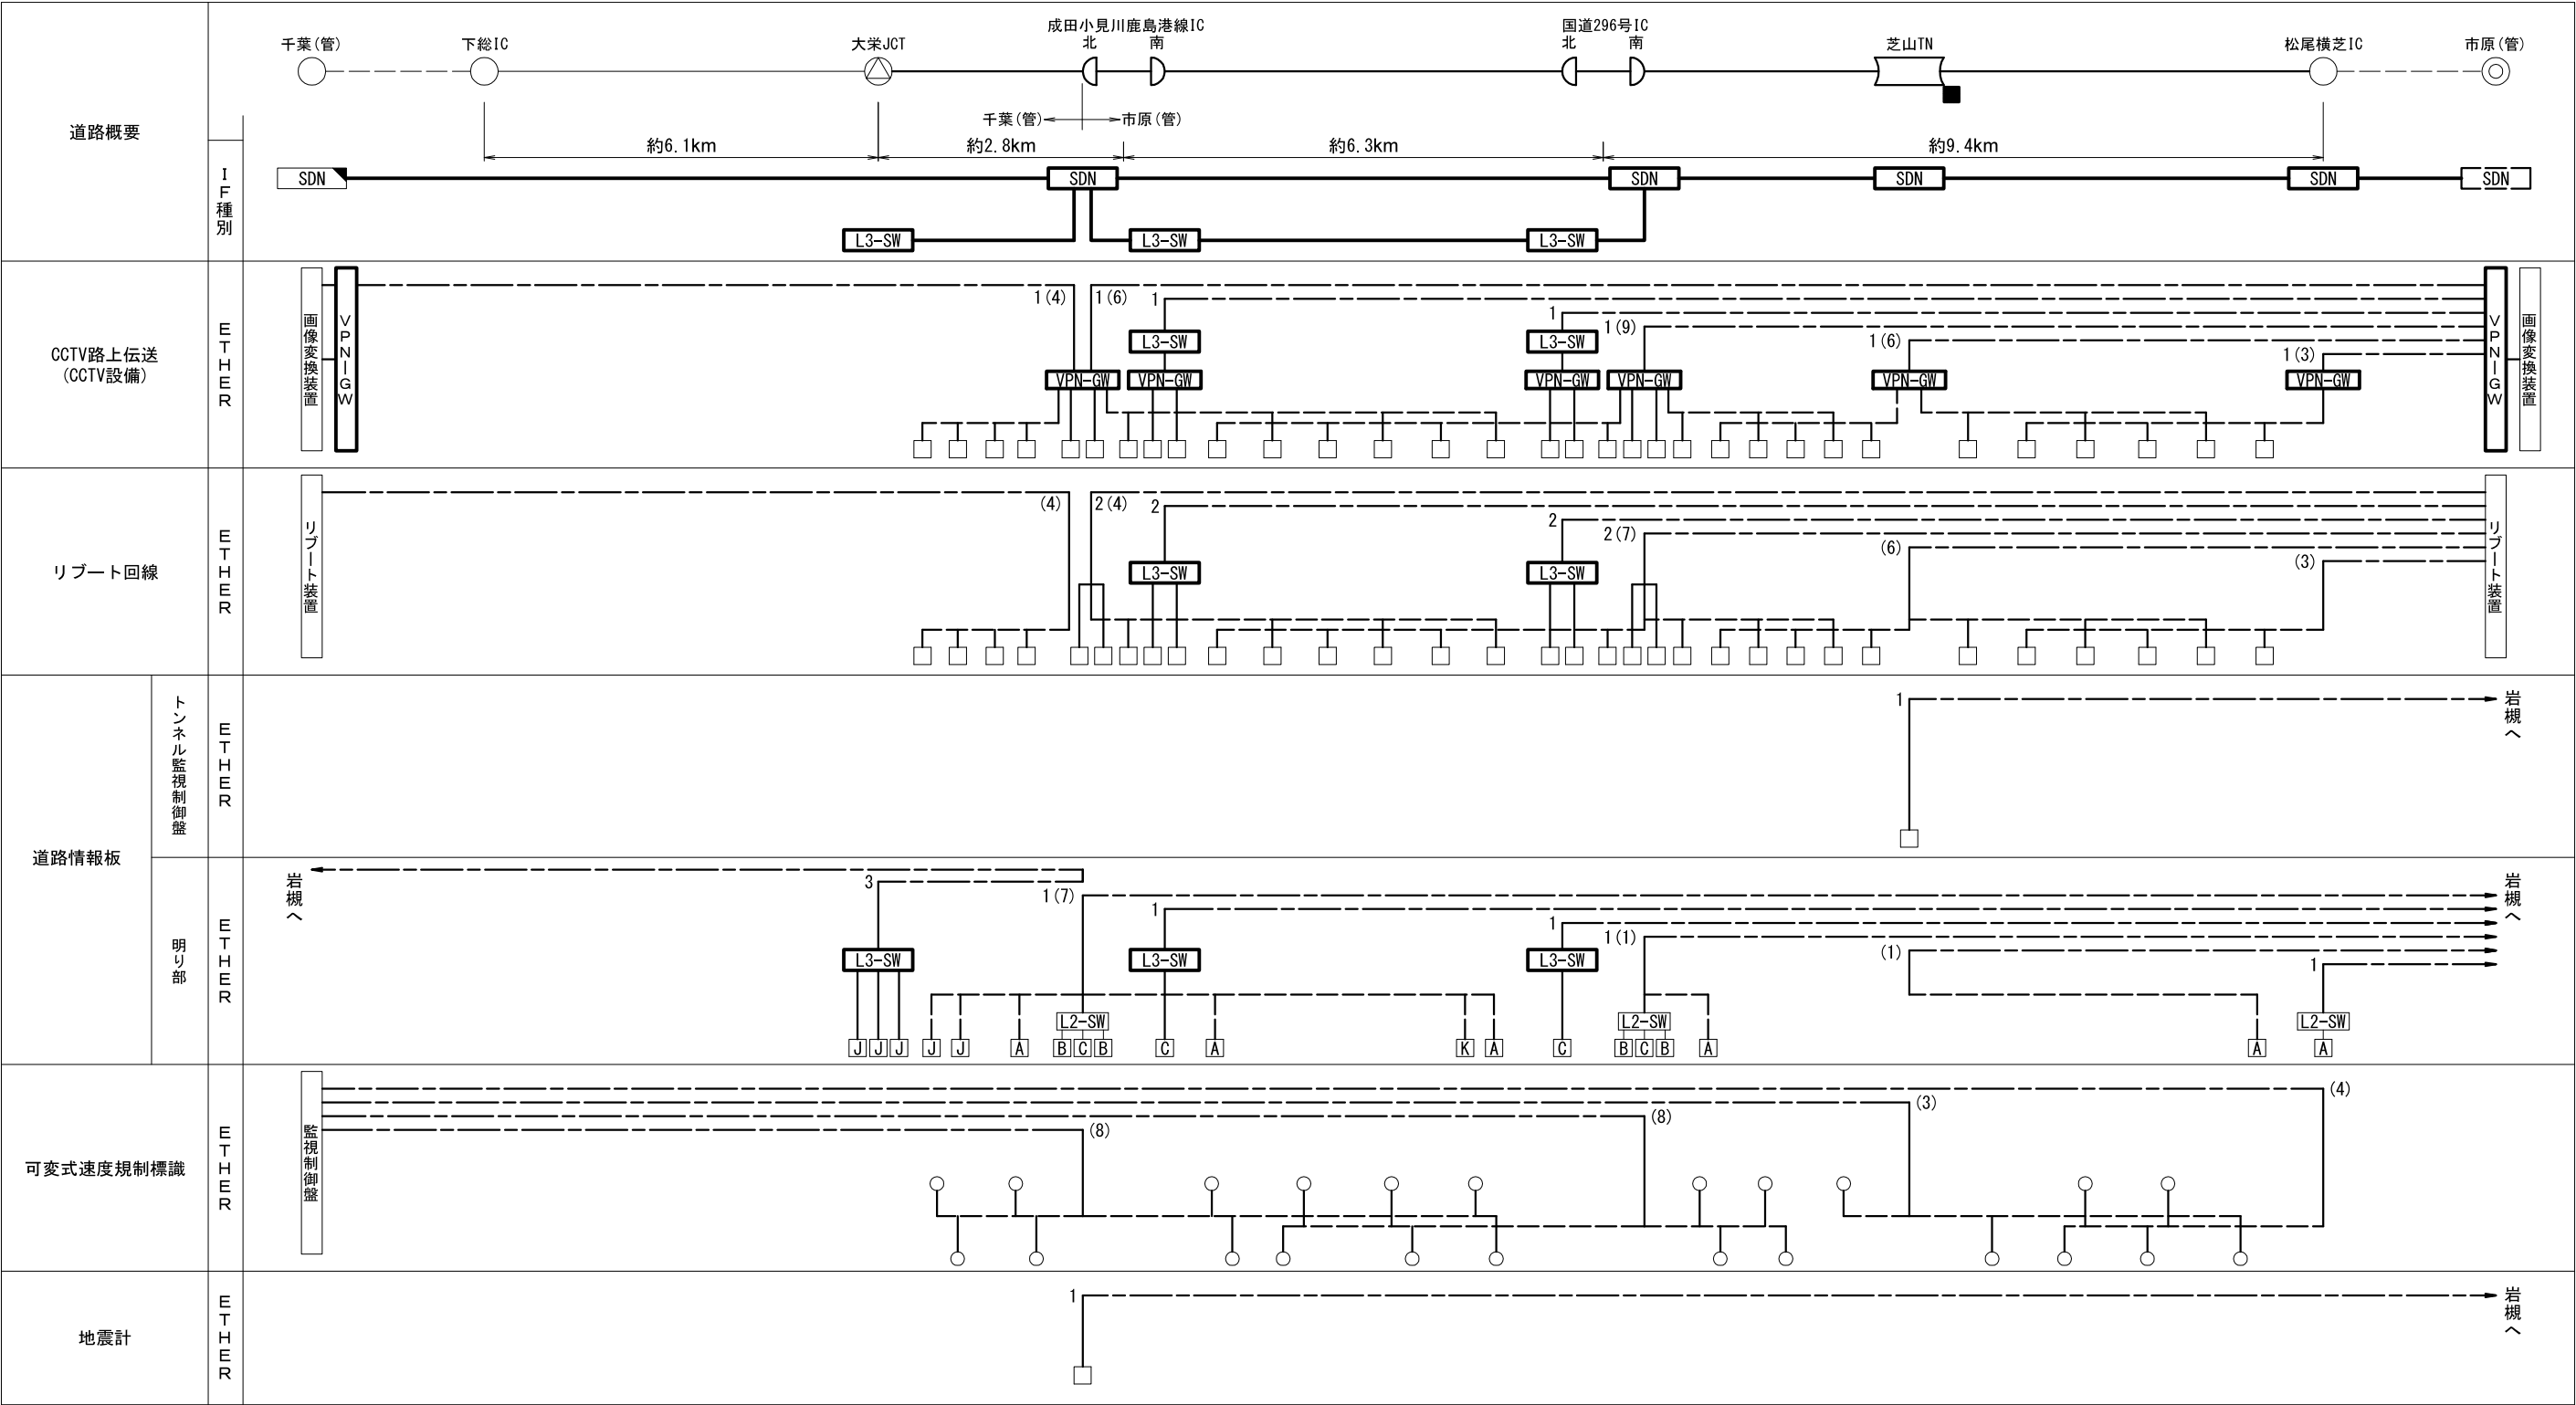 道路概要
IF種別
千葉(管)
下総IC
大栄JCT
成田小見川鹿島港線IC
北
南
国道296号IC
北
南
芝山TN
松尾横芝IC
市原(管)
千葉(管)
市原(管)
約6.1km
約2.8km
約6.3km
約9.4km
SDN
SDN
SDN
SDN
SDN
SDN
L3-SW
L3-SW
L3-SW
CCTV路上伝送
(CCTV設備)
ETHER
画像変換装置
VPN-GW
1(4)
1(6)
1
1
1(9)
1(6)
1(3)
L3-SW
L3-SW
VPN-GW
VPN-GW
VPN-GW
VPN-GW
VPN-GW
VPN-GW
VPN-GW
画像変換装置
リブート回線
ETHER
リブート装置
(4)
2(4)
2
2
2(7)
(6)
(3)
L3-SW
L3-SW
リブート装置
道路情報板
トンネル監視制御盤
ETHER
1
岩槻へ
明り部
ETHER
岩槻へ
3
1(7)
1
1
1(1)
(1)
1
岩槻へ
L3-SW
L3-SW
L3-SW
L2-SW
L2-SW
L2-SW
J
J
J
J
J
A
B
C
B
C
A
K
A
C
B
C
B
A
A
A
可変式速度規制標識
ETHER
監視制御盤
(4)
(3)
(8)
(8)
地震計
ETHER
1
岩槻へ